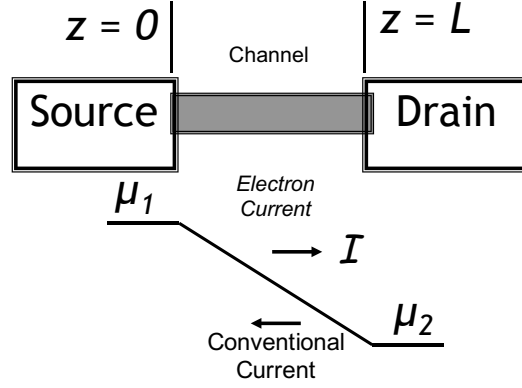 z = 0
z = L
Channel
Source
Drain
Electron
Current
μ1
I
μ2
Conventional
Current